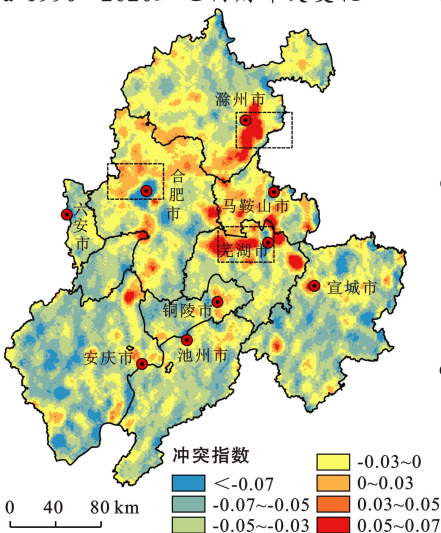 滁州市
合肥市
六安市
马鞍山市
芜湖市
宣城市
铜陵市
池州市
安庆市
冲突指数
<-0.07
-0.07~-0.05
-0.05~-0.03
-0.03~0
0~0.03
0.03~0.05
0.05~0.07
0 40 80 km